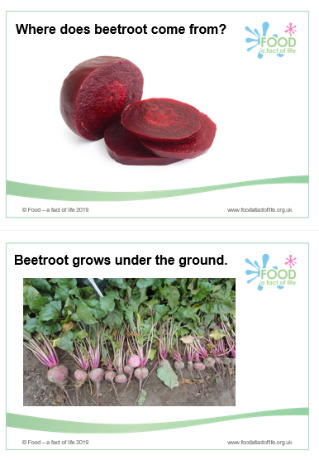 Where does beetroot come from?
FOOD
a fact of life
© Food – a fact of life 2019
www.foodafactoflife.org.uk
Beetroot grows under the ground.
FOOD
a fact of life
© Food – a fact of life 2019
www.foodafactoflife.org.uk